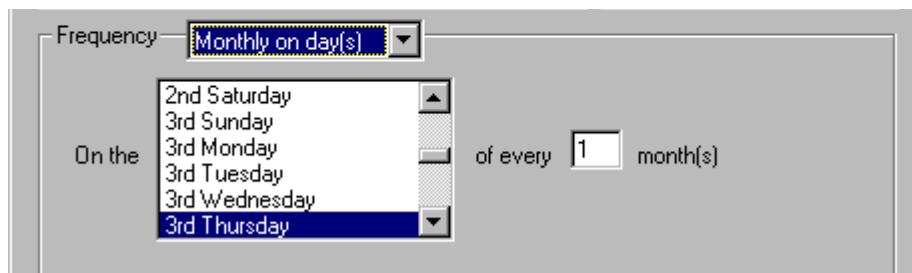 Frequency Monthly on day(s)
2nd Saturday
3rd Sunday
3rd Monday
On the of every 1 month(s)
3rd Tuesday
3rd Wednesday
3rd Thursday